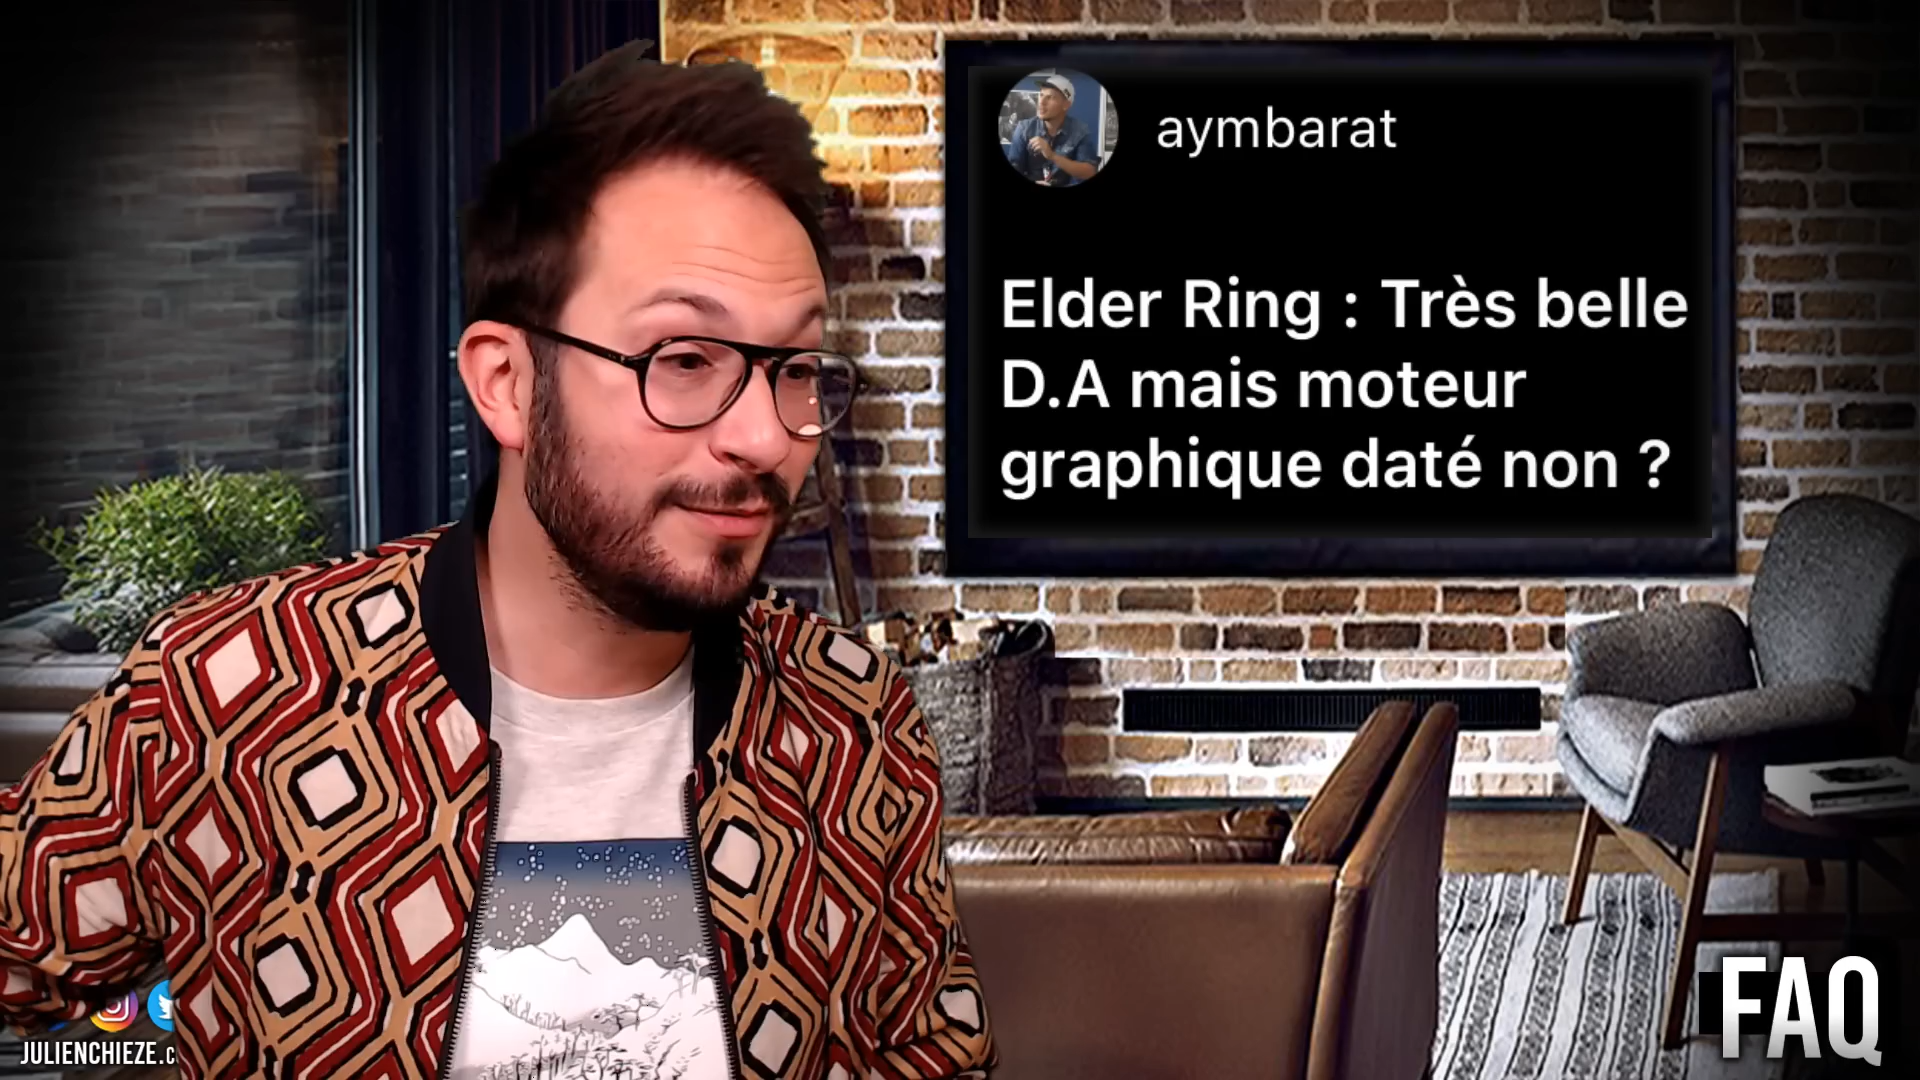 aymbarat
Elder Ring : Très belle
D.A mais moteur
graphique daté non ?
FAQ
JULIENCHIEZE.C